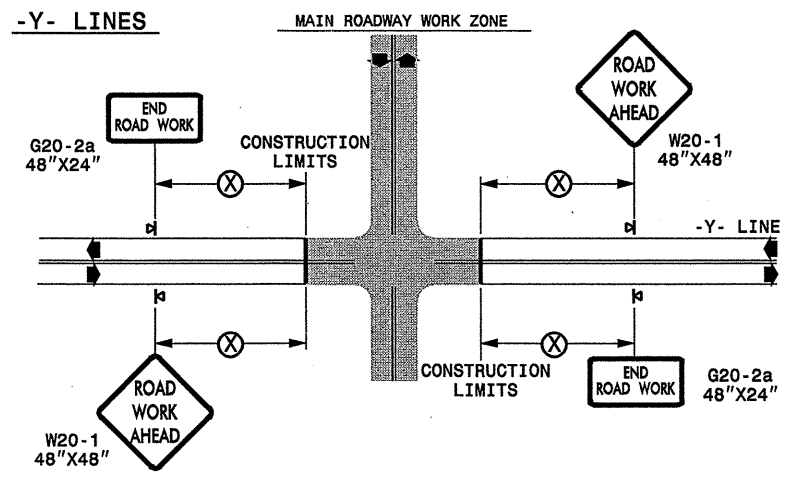 -Y- LINES
MAIN ROADWAY WORK ZONE
END
ROAD WORK
G20-2a
48"X24"
CONSTRUCTION
LIMITS
X
X
ROAD
WORK
AHEAD
W20-1
48"X48"
-Y- LINE
X
X
ROAD
WORK
AHEAD
W20-1
48"X48"
CONSTRUCTION
LIMITS
END
ROAD WORK
G20-2a
48"X24"